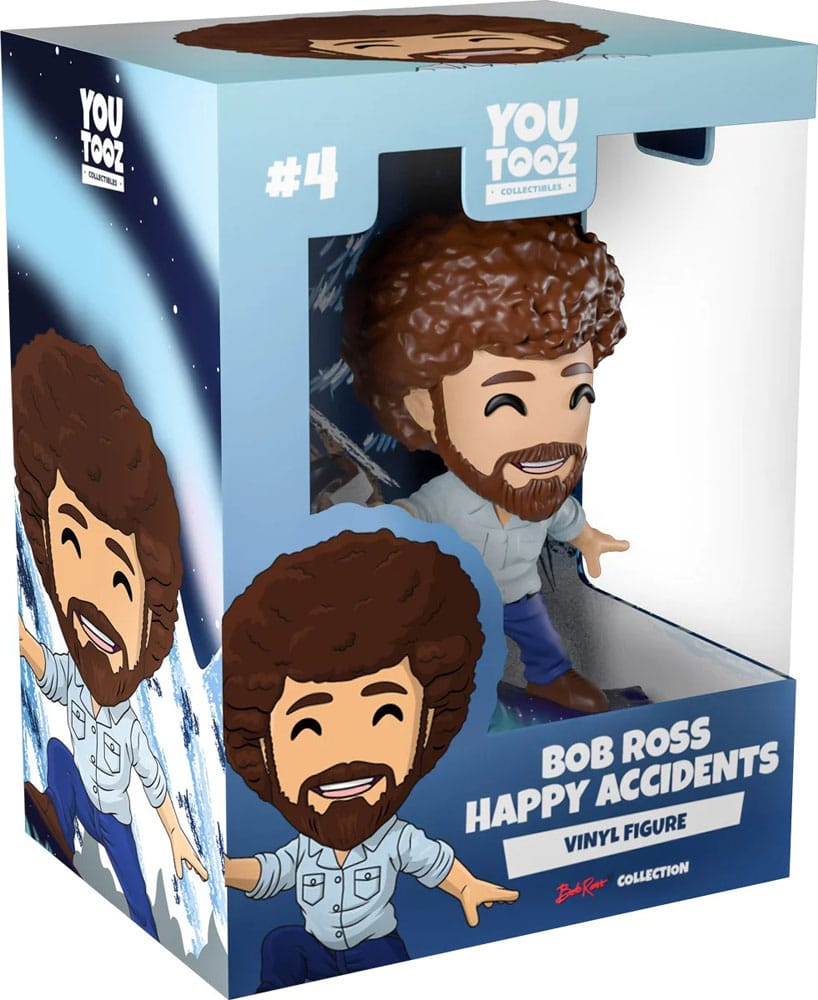 YOU
TOOZ
COLLECTIBLES
#4
YOU
TOOZ
· COLLECTIBLES ·
BOB ROSS
HAPPY ACCIDENTS
VINYL FIGURE
Bob Ross COLLECTION